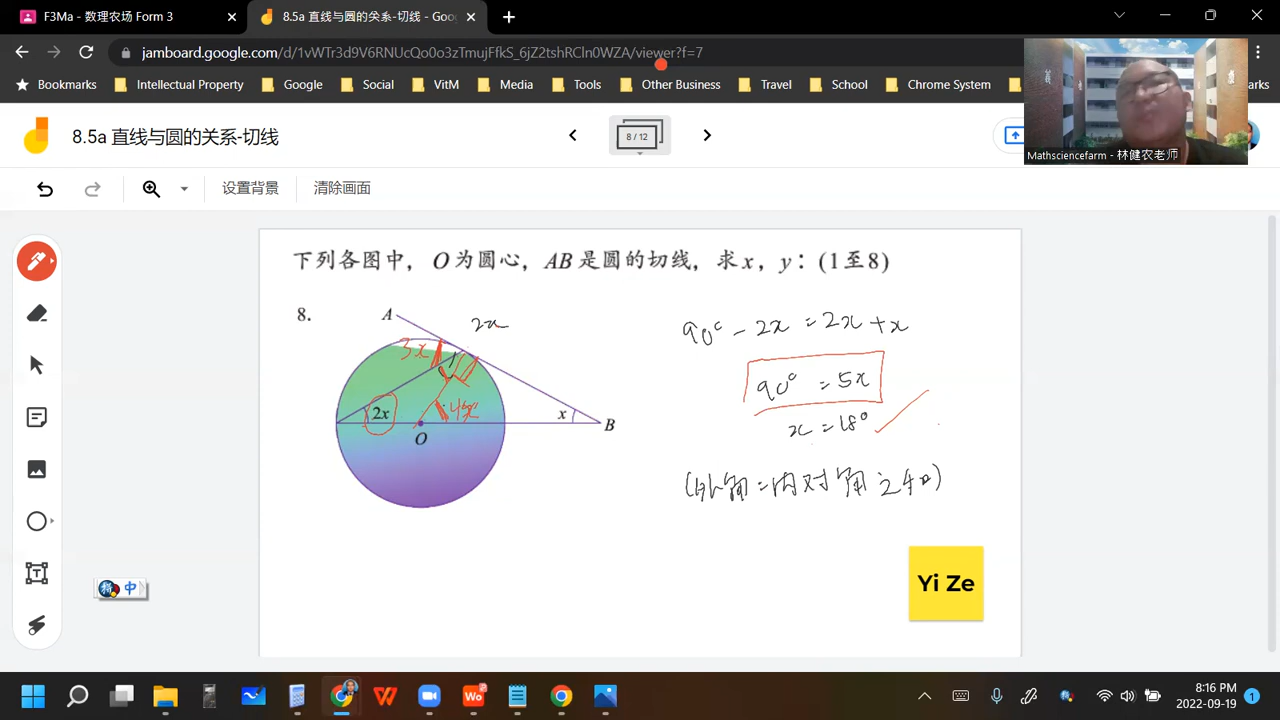 F3Ma - 数理农场 Form 3
8.5a 直线与圆的关系-切线 - Goo
jamboard.google.com/d/1vWTr3d9V6RNUcQo0o3zTmujFfkS_6jZ2tshRCln0WZA/viewer?f=7
Bookmarks Intellectual Property Google Social VitM Media Tools Other Business Travel School Chrome System
arks
8.5a 直线与圆的关系-切线
8 / 12
Mathsciencefarm - 林健农老师
设置背景 清除画面
下列各图中，O为圆心，AB是圆的切线，求x，y：(1至8)
8.
A
2x
3x
2x
4x
x
O
B
90° - 2x = 2x + x
90° = 5x
x = 18°
(外角=内对角之和)
Yi Ze
中
8:16 PM
2022-09-19
1